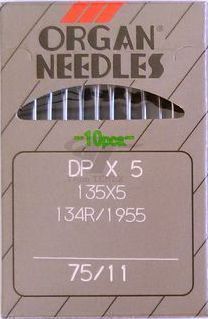 ORGAN®
NEEDLES
10pcs.
DP X 5
135X5
134R/1955
75/11